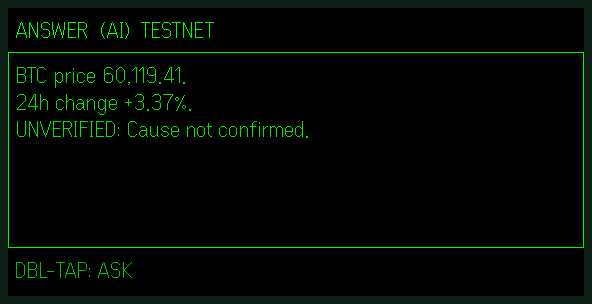 ANSWER (AI) TESTNET
BTC price 60,119.41.
24h change +3.37%.
UNVERIFIED: Cause not confirmed.
DBL-TAP: ASK